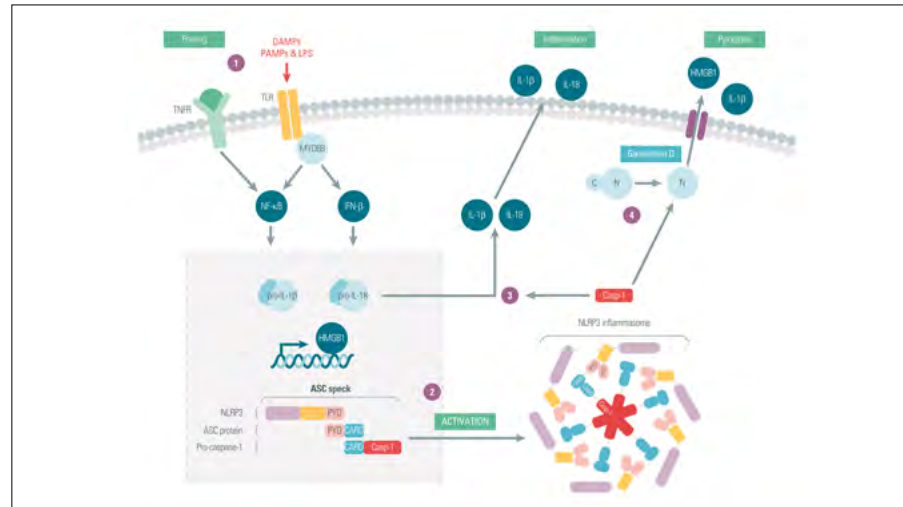 Priming
1
DAMPs
PAMPs & LPS
TNFR
TLR
MYD88
NF-κB
IFN-β
pro-IL-1β
pro-IL-18
HMGB1
ASC speck
NLRP3
PYD
ASC protein
PYD
CARD
Pro-caspase-1
CARD
Casp-1
2
ACTIVATION
Inflammation
IL-1β
IL-18
IL-1β
IL-18
3
Pyroptosis
HMGB1
IL-1β
Gasdermin D
C
N
N
4
Casp-1
NLRP3 inflammasome